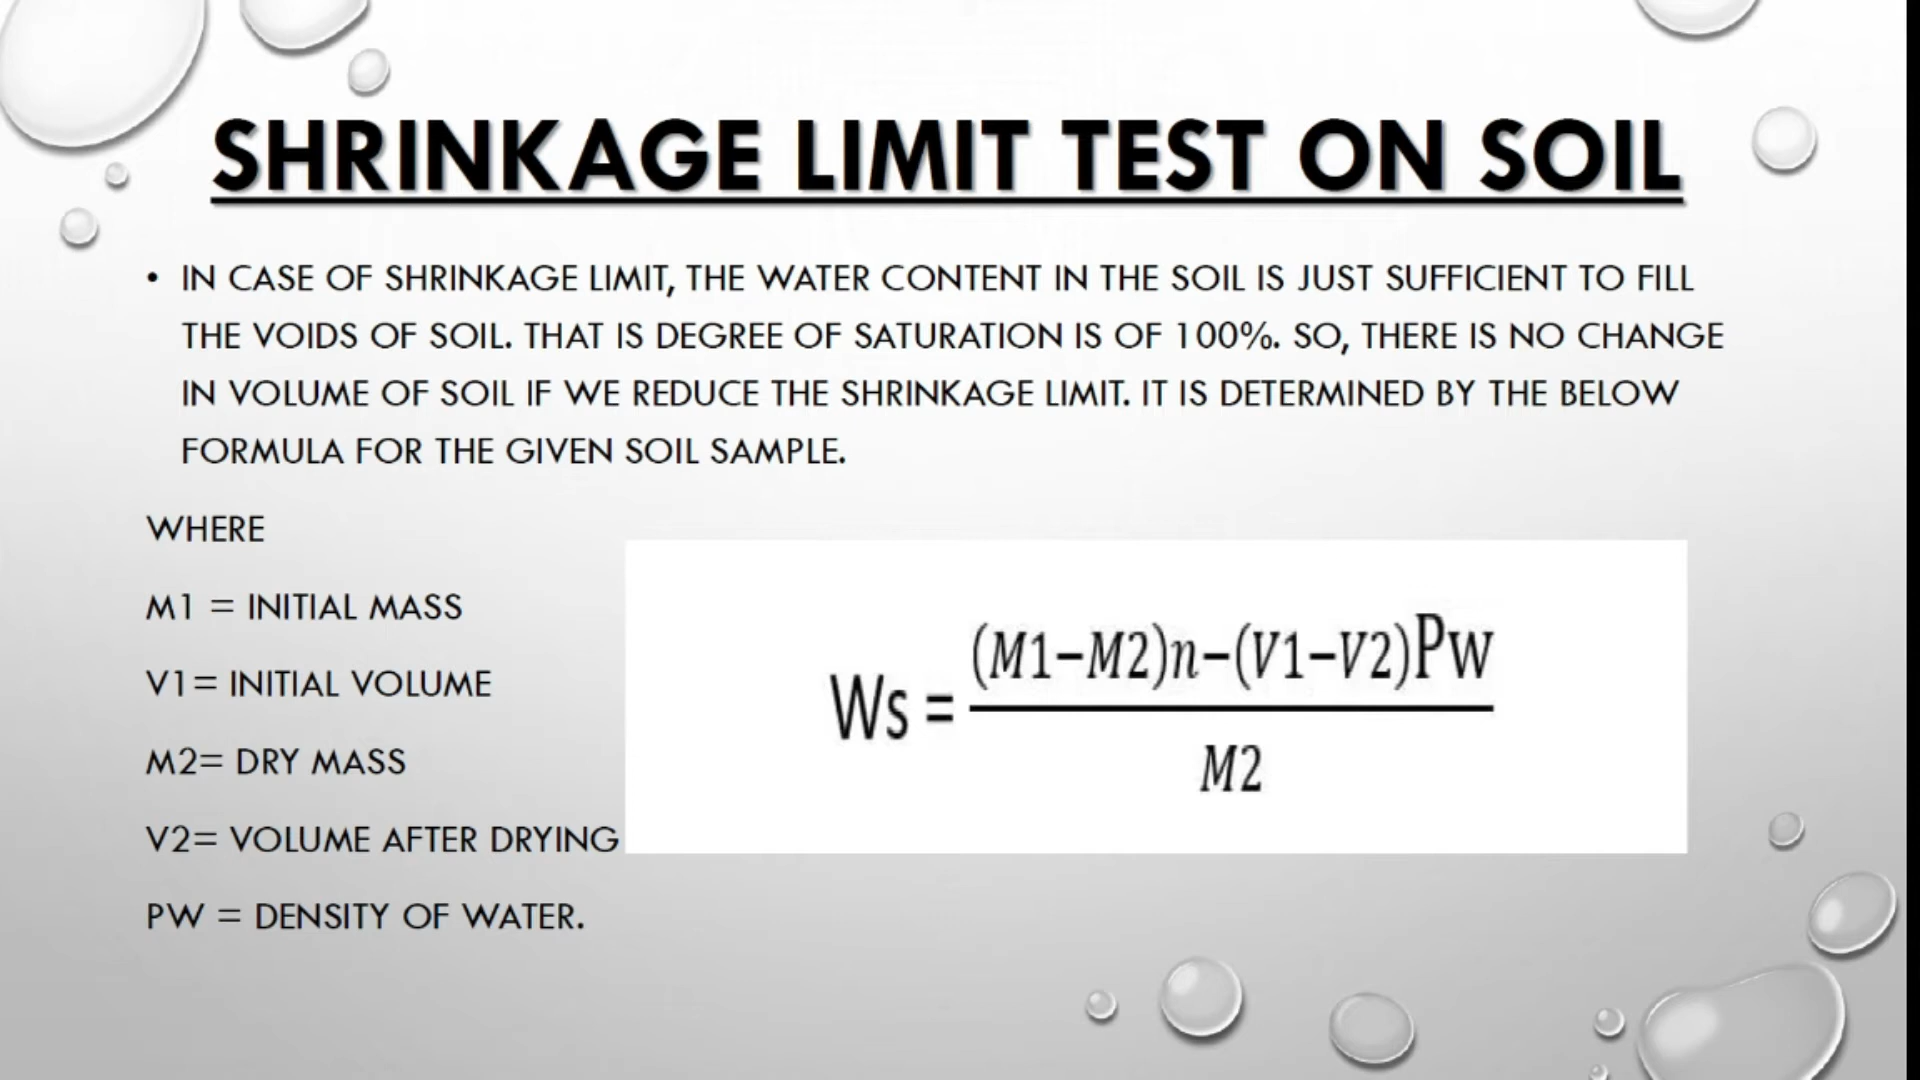 SHRINKAGE LIMIT TEST ON SOIL
• IN CASE OF SHRINKAGE LIMIT, THE WATER CONTENT IN THE SOIL IS JUST SUFFICIENT TO FILL
THE VOIDS OF SOIL. THAT IS DEGREE OF SATURATION IS OF 100%. SO, THERE IS NO CHANGE
IN VOLUME OF SOIL IF WE REDUCE THE SHRINKAGE LIMIT. IT IS DETERMINED BY THE BELOW
FORMULA FOR THE GIVEN SOIL SAMPLE.
WHERE
M1 = INITIAL MASS
V1= INITIAL VOLUME
M2= DRY MASS
V2= VOLUME AFTER DRYING
PW = DENSITY OF WATER.
(M1−M2)n−(V1−V2)Pw
Ws =
M2